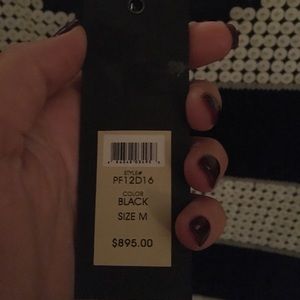 STYLE#
PF12D16
COLOR
BLACK
SIZE M
$895.00